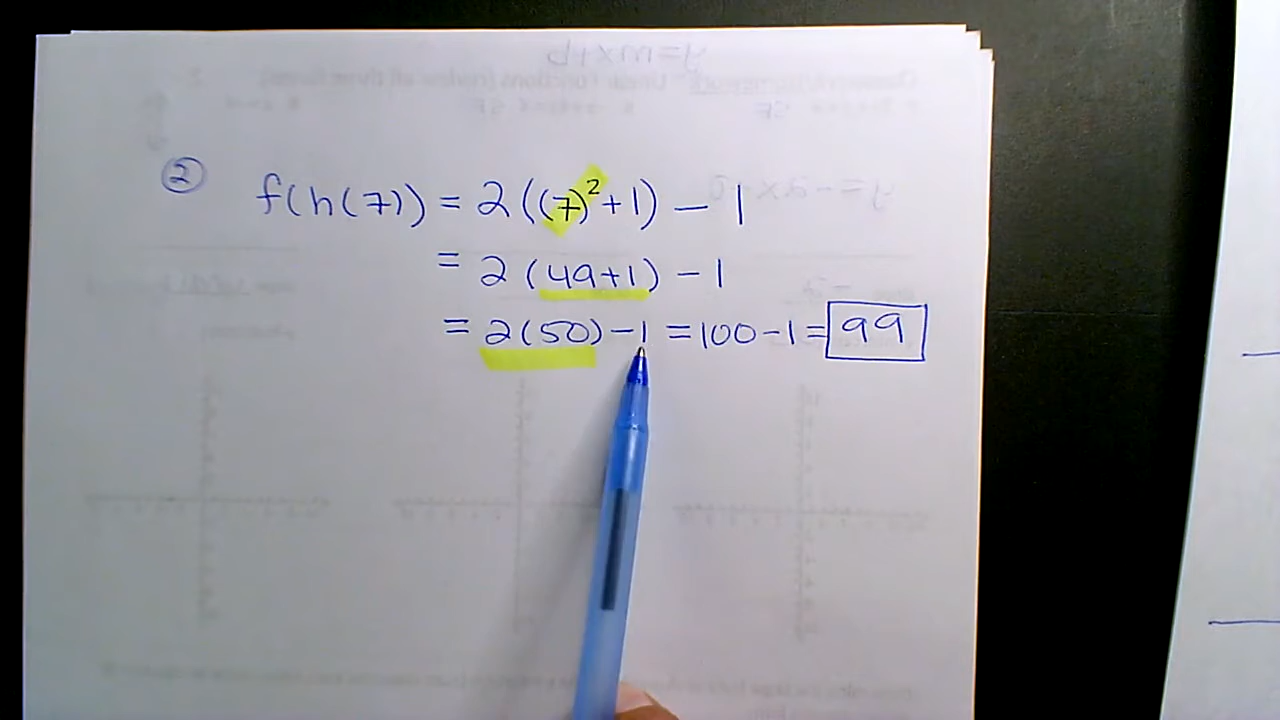 ② f(h(7)) = 2((7)²+1) - 1
= 2(49+1) - 1
= 2(50) - 1 = 100 - 1 = 99